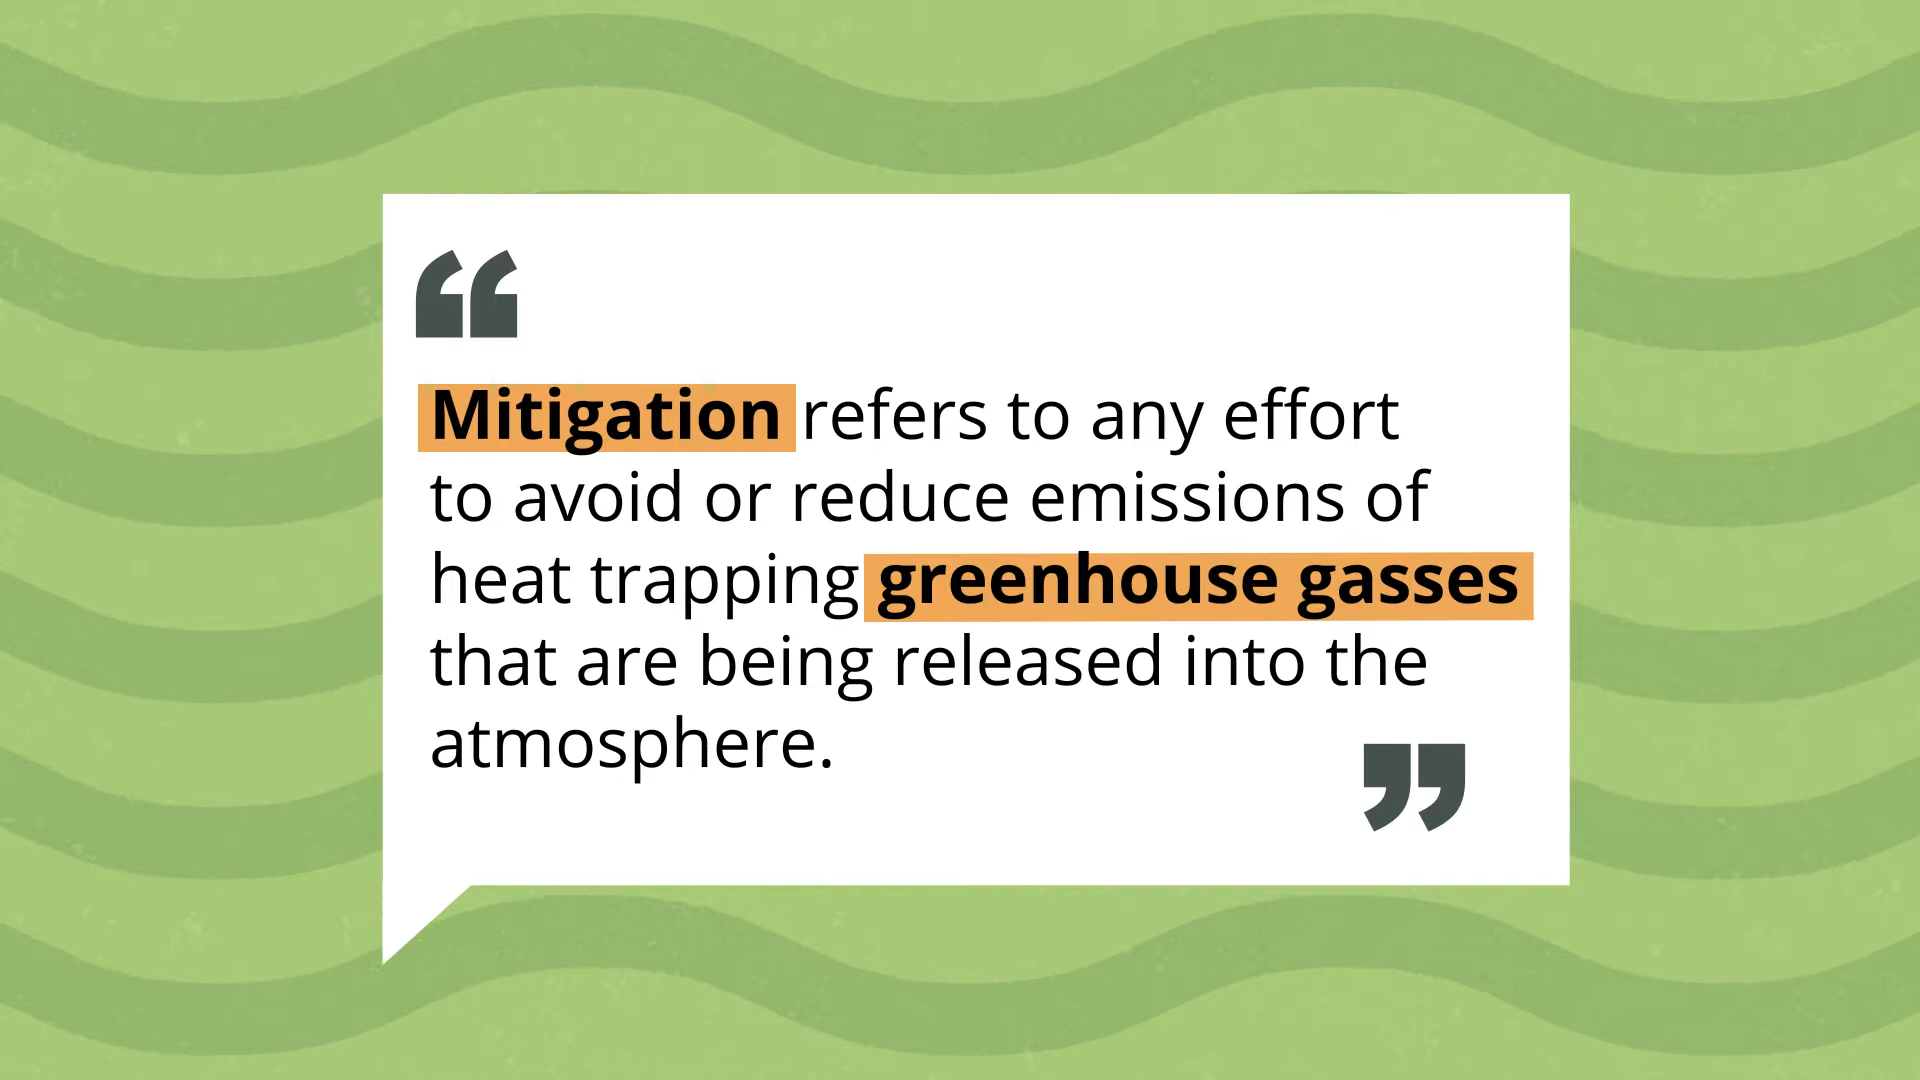 “
Mitigation refers to any effort
to avoid or reduce emissions of
heat trapping greenhouse gasses
that are being released into the
atmosphere.
”